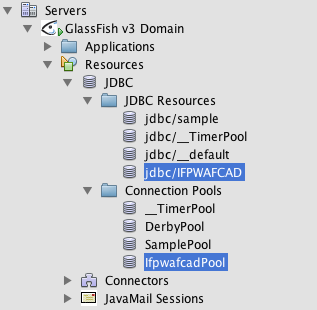 Servers
GlassFish v3 Domain
Applications
Resources
JDBC
JDBC Resources
jdbc/sample
jdbc/__TimerPool
jdbc/__default
jdbc/IFPWAFCAD
Connection Pools
__TimerPool
DerbyPool
SamplePool
IfpwafcadPool
Connectors
JavaMail Sessions